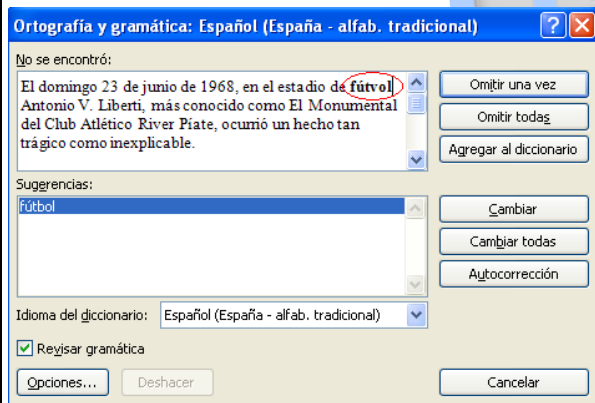 Ortografía y gramática: Español (España - alfab. tradicional)
No se encontró:
El domingo 23 de junio de 1968, en el estadio de fútvol
Antonio V. Liberti, más conocido como El Monumental
del Club Atlético River Píate, ocurrió un hecho tan
trágico como inexplicable.
Omitir una vez
Omitir todas
Agregar al diccionario
Sugerencias:
fútbol
Cambiar
Cambiar todas
Autocorrección
Idioma del diccionario: Español (España - alfab. tradicional)
Revisar gramática
Opciones... Deshacer Cancelar